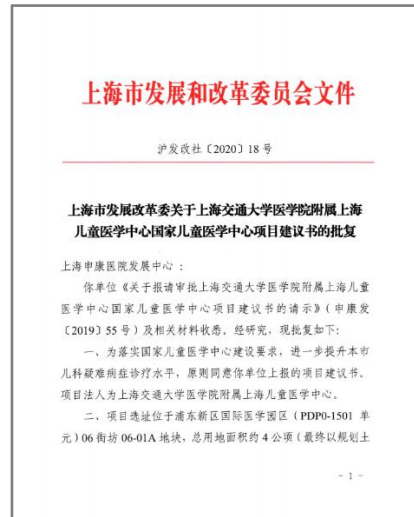 上海市发展和改革委员会文件
沪发改社〔2020〕18 号
上海市发展改革委关于上海交通大学医学院附属上海
儿童医学中心国家儿童医学中心项目建议书的批复
上海申康医院发展中心：
你单位《关于报请审批上海交通大学医学院附属上海儿童
医学中心国家儿童医学中心项目建议书的请示》（申康发
〔2019〕55 号）及相关材料收悉。经研究，现批复如下：
一、为落实国家儿童医学中心建设要求，进一步提升本市
儿科疑难病症诊疗水平，原则同意你单位上报的项目建议书。
项目法人为上海交通大学医学院附属上海儿童医学中心。
二、项目选址位于浦东新区国际医学园区（PDP0-1501 单
元）06 街坊 06-01A 地块，总用地面积约 4 公顷（最终以规划土
- 1 -